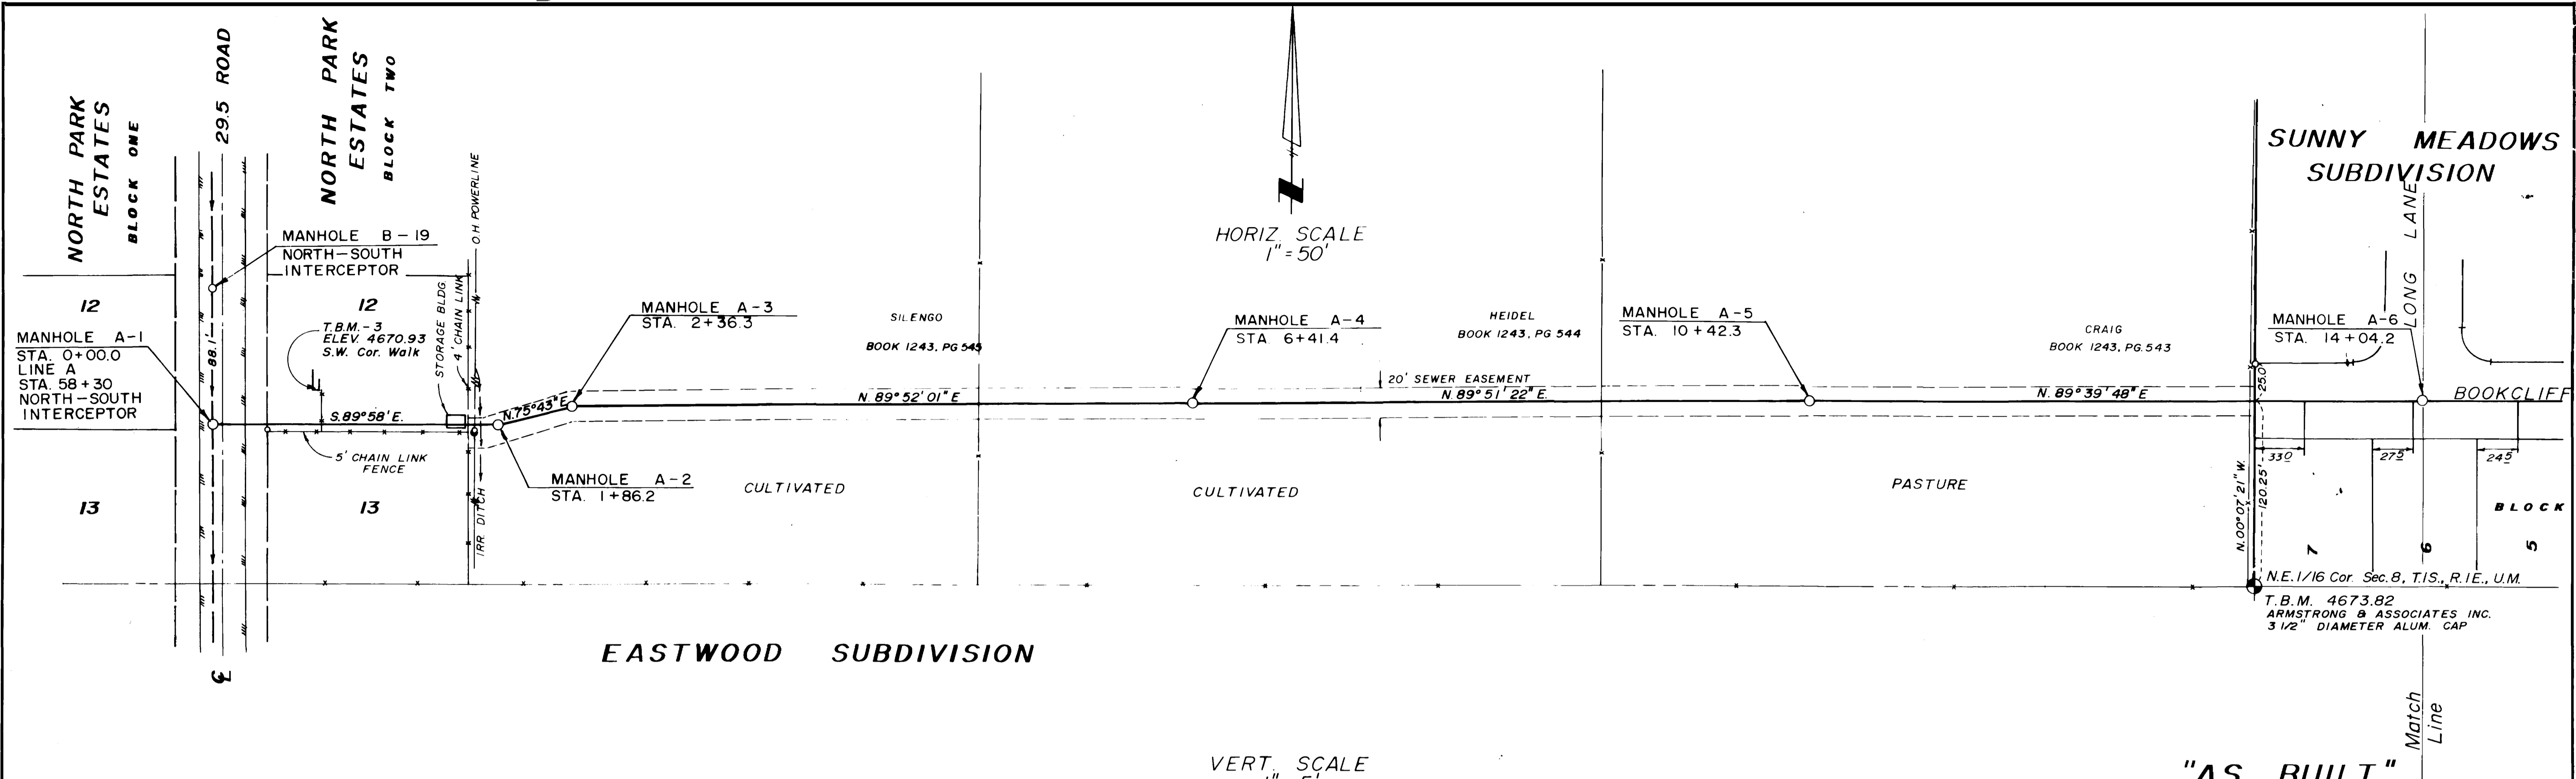 NORTH PARK
ESTATES
BLOCK ONE
29.5 ROAD
NORTH PARK
ESTATES
BLOCK TWO
MANHOLE B-19
NORTH-SOUTH
INTERCEPTOR
12
12
MANHOLE A-1
STA. 0+00.0
LINE A
STA. 58+30
NORTH-SOUTH
INTERCEPTOR
88.1'
T.B.M.-3
ELEV. 4670.93
S.W. Cor. Walk
STORAGE BLDG.
4' CHAIN LINK
O.H. POWERLINE
S.89°58'E.
5' CHAIN LINK
FENCE
13
13
IRR. DITCH
N.75°43"E
MANHOLE A-3
STA. 2+36.3
MANHOLE A-2
STA. 1+86.2
SILENGO
BOOK 1243, PG 545
N. 89°52'01" E
CULTIVATED
HORIZ. SCALE
1" = 50'
MANHOLE A-4
STA. 6+41.4
HEIDEL
BOOK 1243, PG 544
20' SEWER EASEMENT
N. 89°51'22" E.
CULTIVATED
MANHOLE A-5
STA. 10+42.3
CRAIG
BOOK 1243, PG. 543
N. 89°39'48" E
PASTURE
SUNNY MEADOWS
SUBDIVISION
LONG LANE
MANHOLE A-6
STA. 14+04.2
25.0'
BOOKCLIFF
33.0
27.5
24.5
N.00°07'21" W.
120.25'
BLOCK
7
6
5
N.E. 1/16 Cor. Sec. 8, T.1S., R.1E., U.M.
T.B.M. 4673.82
ARMSTRONG & ASSOCIATES INC.
3 1/2" DIAMETER ALUM. CAP
EASTWOOD SUBDIVISION
Match
Line
VERT. SCALE
"AS BUILT"